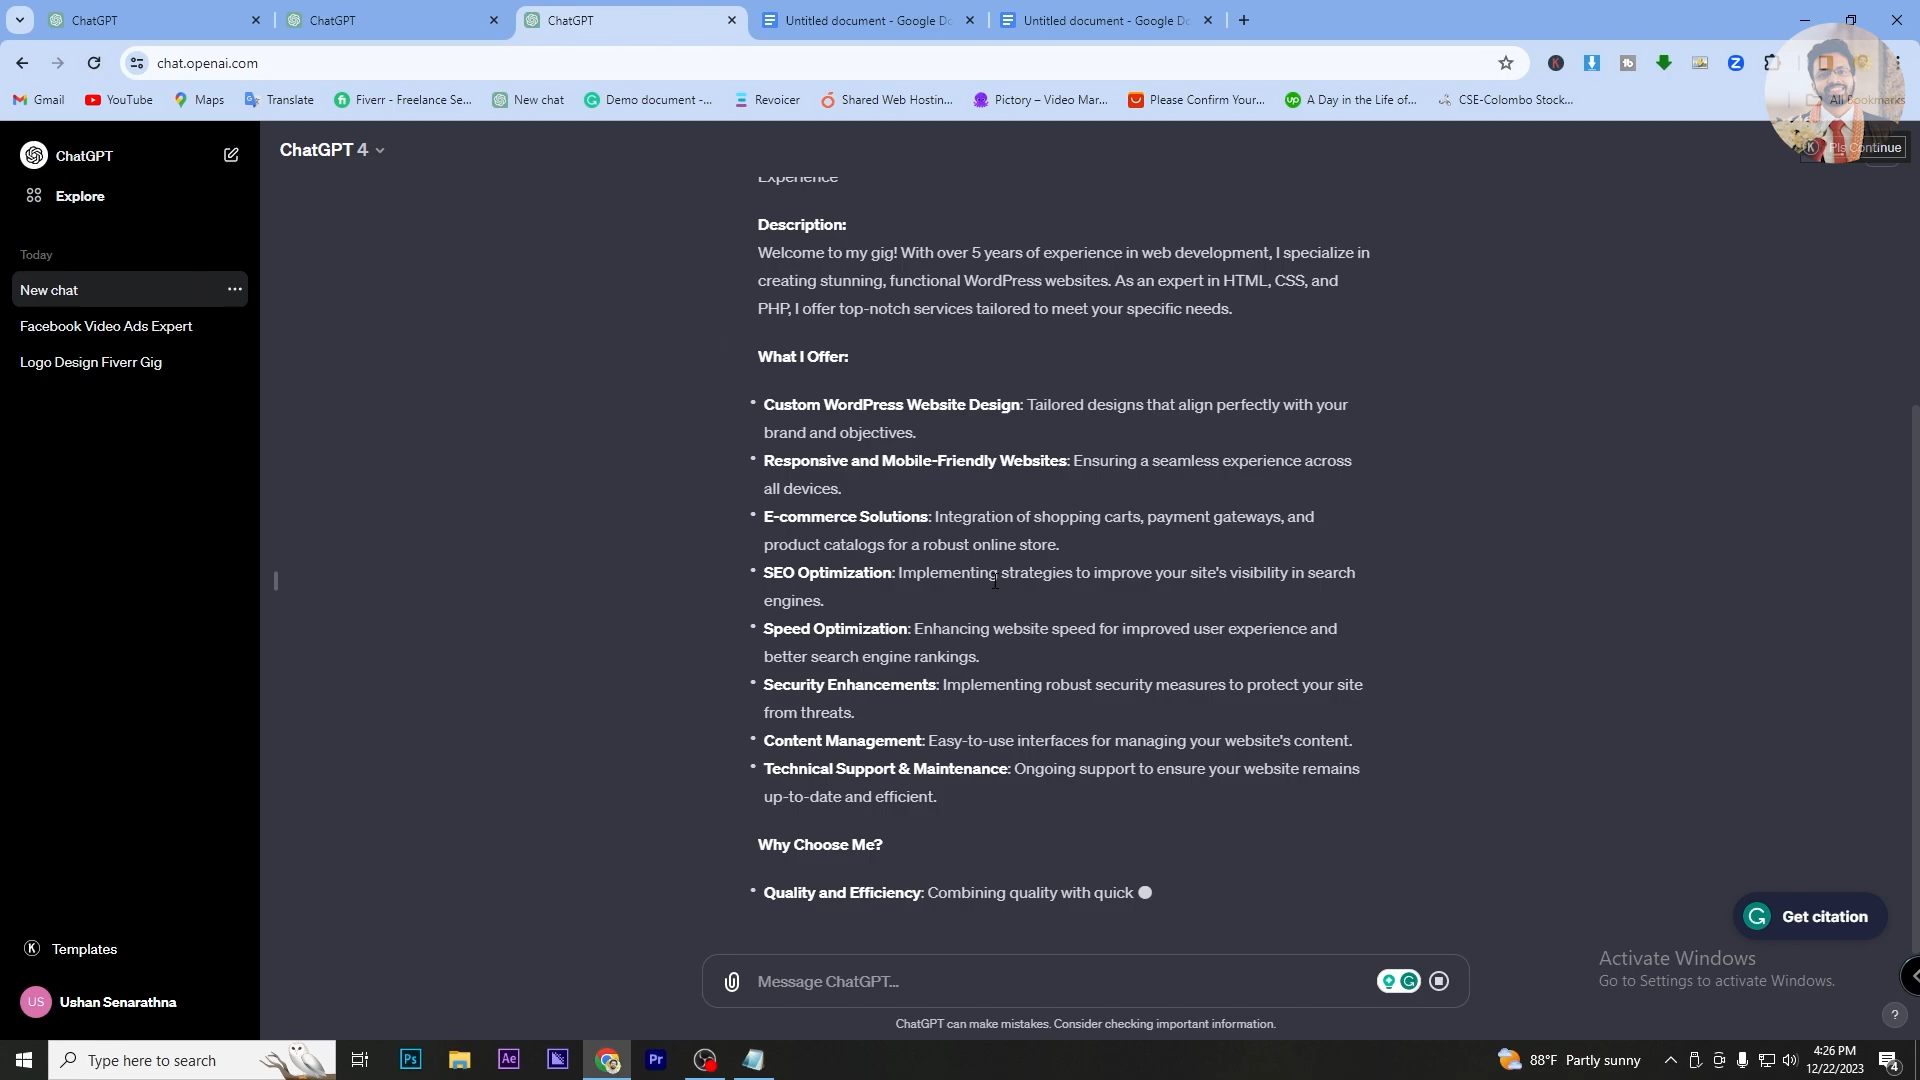 ChatGPT
ChatGPT
ChatGPT
Untitled document - Google Do
Untitled document - Google Do
chat.openai.com
Gmail
YouTube
Maps
Translate
Fiverr - Freelance Se...
New chat
Demo document -...
Revoicer
Shared Web Hostin...
Pictory – Video Mar...
Please Confirm Your...
A Day in the Life of...
CSE-Colombo Stock...
All Bookmarks
ChatGPT
Explore
Today
New chat
Facebook Video Ads Expert
Logo Design Fiverr Gig
Templates
US
Ushan Senarathna
ChatGPT 4
Pls Continue
Experience
Description:
Welcome to my gig! With over 5 years of experience in web development, I specialize in
creating stunning, functional WordPress websites. As an expert in HTML, CSS, and
PHP, I offer top-notch services tailored to meet your specific needs.
What I Offer:
• Custom WordPress Website Design: Tailored designs that align perfectly with your
brand and objectives.
• Responsive and Mobile-Friendly Websites: Ensuring a seamless experience across
all devices.
• E-commerce Solutions: Integration of shopping carts, payment gateways, and
product catalogs for a robust online store.
• SEO Optimization: Implementing strategies to improve your site's visibility in search
engines.
• Speed Optimization: Enhancing website speed for improved user experience and
better search engine rankings.
• Security Enhancements: Implementing robust security measures to protect your site
from threats.
• Content Management: Easy-to-use interfaces for managing your website's content.
• Technical Support & Maintenance: Ongoing support to ensure your website remains
up-to-date and efficient.
Why Choose Me?
• Quality and Efficiency: Combining quality with quick
Get citation
Message ChatGPT...
ChatGPT can make mistakes. Consider checking important information.
Activate Windows
Go to Settings to activate Windows.
?
Type here to search
Ps
Ae
Pr
88°F Partly sunny
4:26 PM
12/22/2023
4